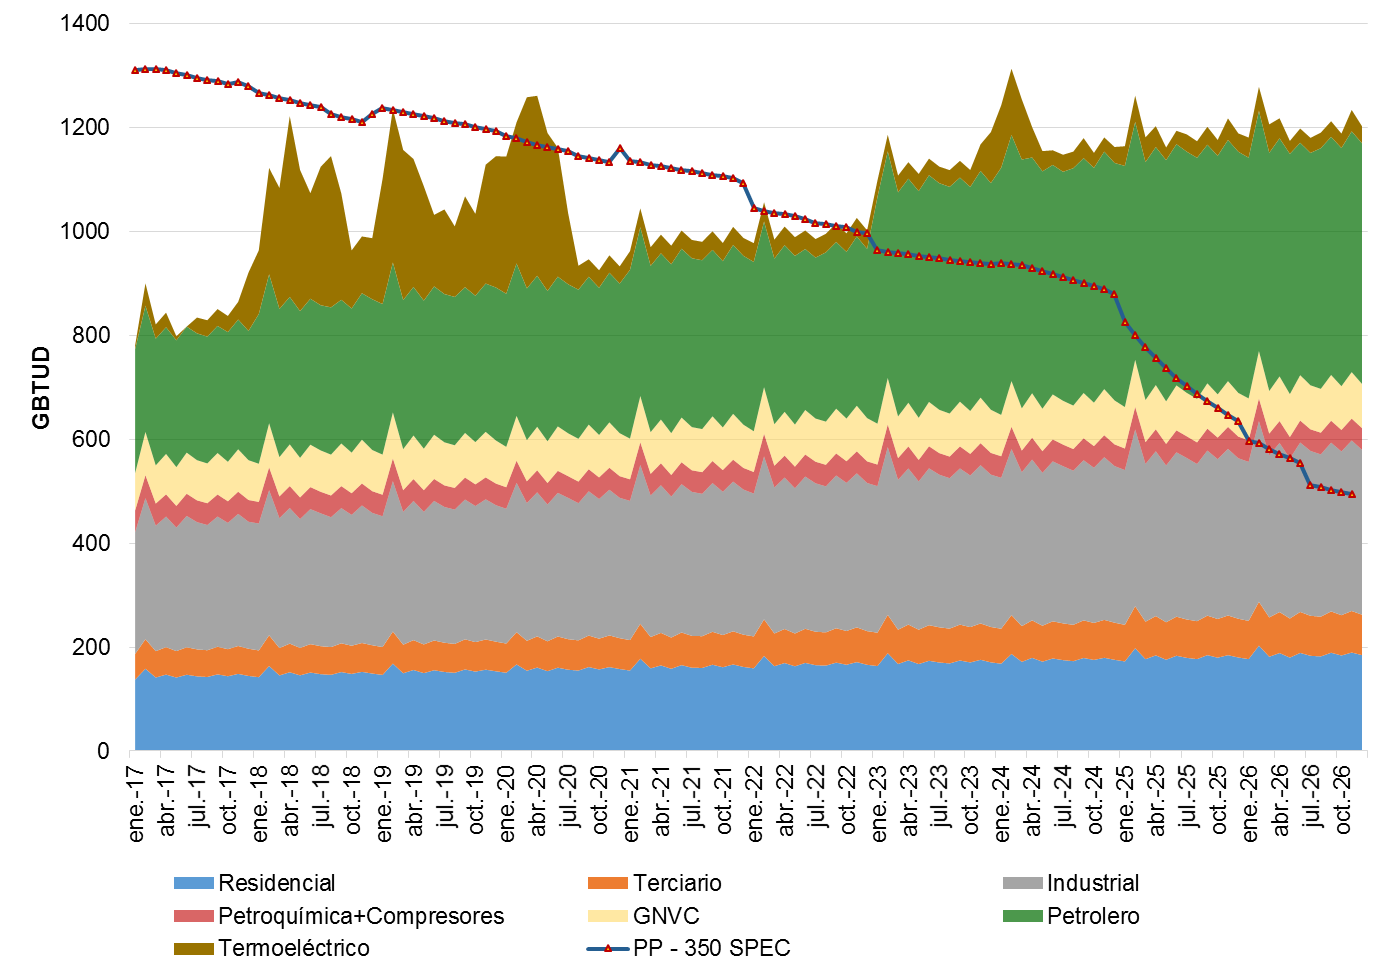 1400
1200
1000
800
600
400
200
0
GBTUD
ene.-17
abr.-17
jul.-17
oct.-17
ene.-18
abr.-18
jul.-18
oct.-18
ene.-19
abr.-19
jul.-19
oct.-19
ene.-20
abr.-20
jul.-20
oct.-20
ene.-21
abr.-21
jul.-21
oct.-21
ene.-22
abr.-22
jul.-22
oct.-22
ene.-23
abr.-23
jul.-23
oct.-23
ene.-24
abr.-24
jul.-24
oct.-24
ene.-25
abr.-25
jul.-25
oct.-25
ene.-26
abr.-26
jul.-26
oct.-26
Residencial
Terciario
Industrial
Petroquímica+Compresores
GNVC
Petrolero
Termoeléctrico
PP - 350 SPEC